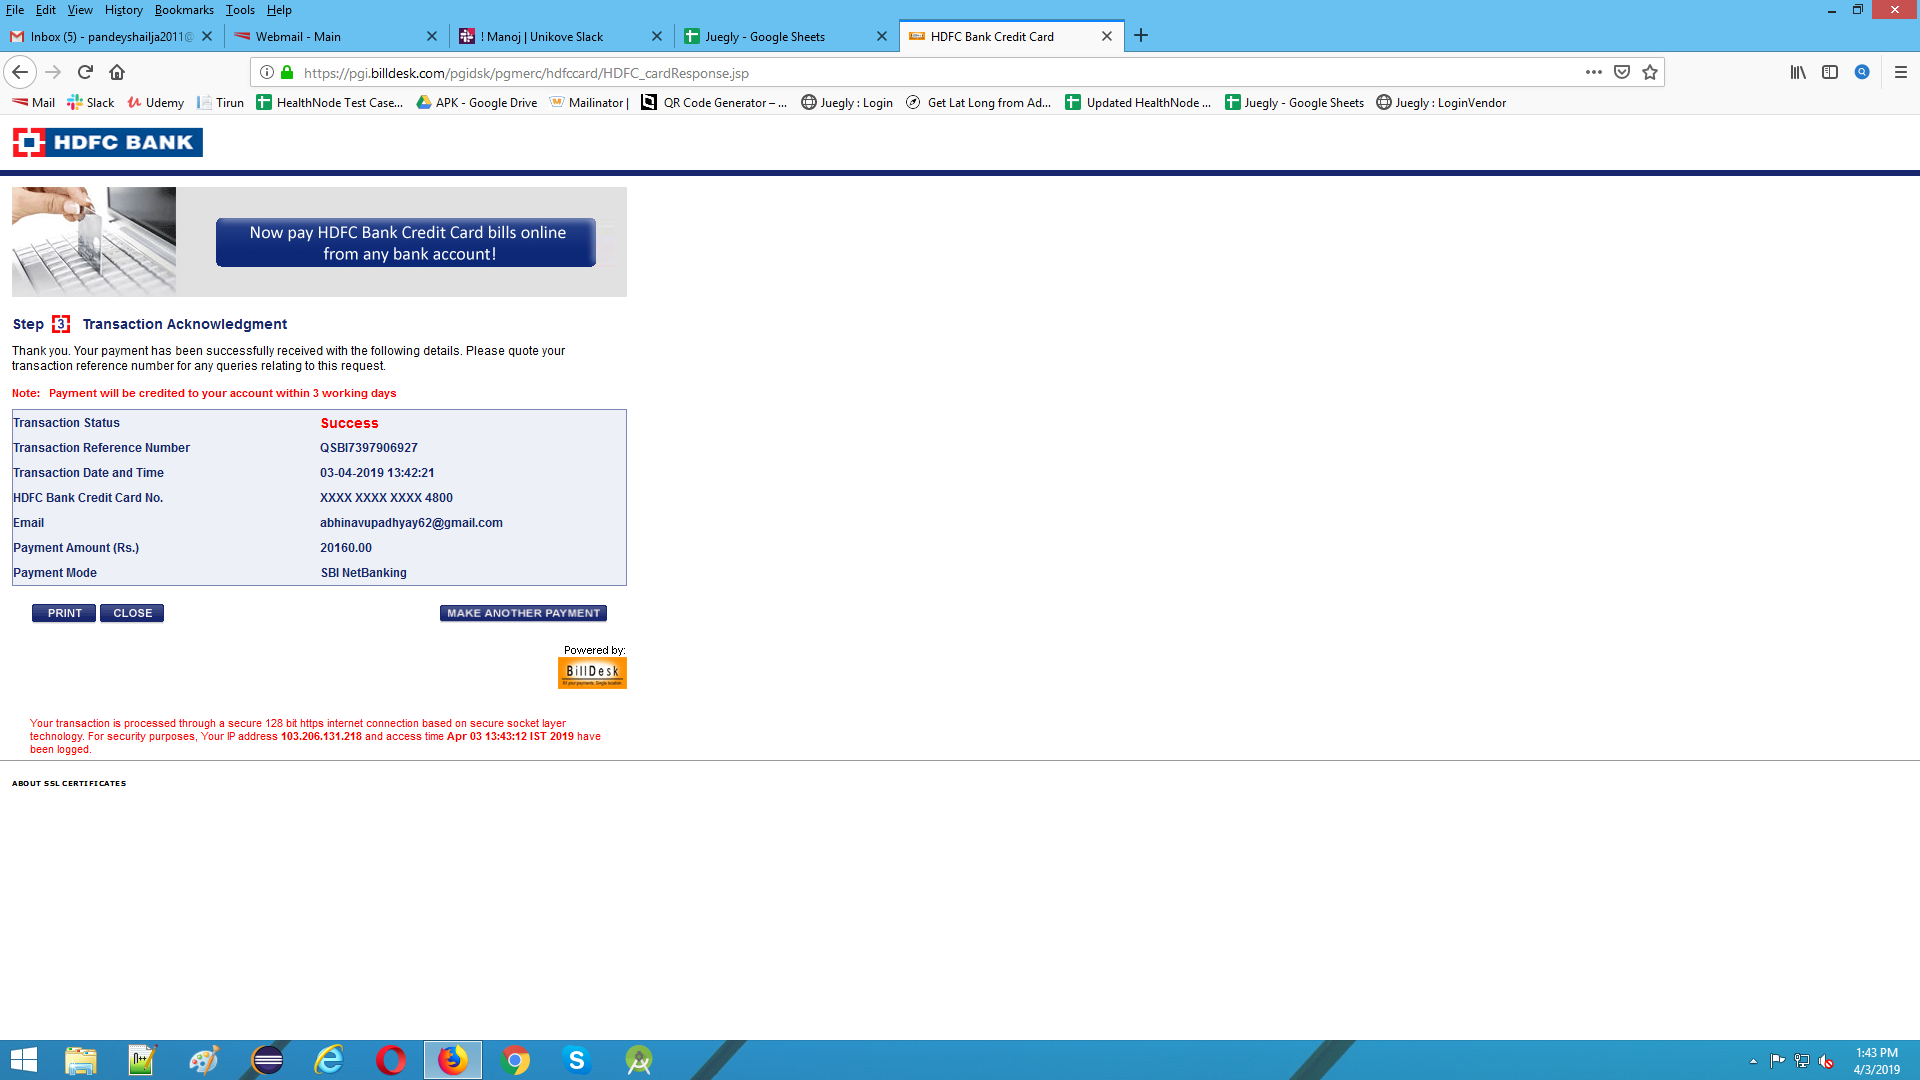 File Edit View History Bookmarks Tools Help
Inbox (5) - pandeyshailja2011@ Webmail - Main ! Manoj | Unikove Slack Juegly - Google Sheets HDFC Bank Credit Card
https://pgi.billdesk.com/pgidsk/pgmerc/hdfccard/HDFC_cardResponse.jsp
Mail Slack Udemy Tirun HealthNode Test Case... APK - Google Drive Mailinator | QR Code Generator – ... Juegly : Login Get Lat Long from Ad... Updated HealthNode ... Juegly - Google Sheets Juegly : LoginVendor
HDFC BANK
Now pay HDFC Bank Credit Card bills online
from any bank account!
Step 3 Transaction Acknowledgment
Thank you. Your payment has been successfully received with the following details. Please quote your
transaction reference number for any queries relating to this request.
Note: Payment will be credited to your account within 3 working days
Transaction Status Success
Transaction Reference Number QSBI7397906927
Transaction Date and Time 03-04-2019 13:42:21
HDFC Bank Credit Card No. XXXX XXXX XXXX 4800
Email abhinavupadhyay62@gmail.com
Payment Amount (Rs.) 20160.00
Payment Mode SBI NetBanking
PRINT CLOSE MAKE ANOTHER PAYMENT
Powered by:
BillDesk
All your payments. Single location.
Your transaction is processed through a secure 128 bit https internet connection based on secure socket layer
technology. For security purposes, Your IP address 103.206.131.218 and access time Apr 03 13:43:12 IST 2019 have
been logged.
ABOUT SSL CERTIFICATES
1:43 PM
4/3/2019